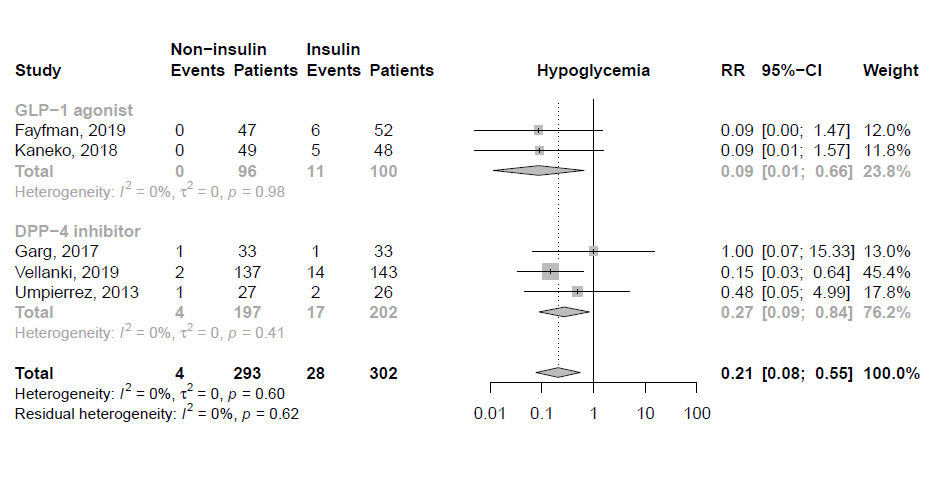 Non−insulin Insulin
Study Events Patients Events Patients Hypoglycemia RR 95%−CI Weight
GLP−1 agonist
Fayfman, 2019 0 47 6 52 0.09 [0.00; 1.47] 12.0%
Kaneko, 2018 0 49 5 48 0.09 [0.01; 1.57] 11.8%
Total 0 96 11 100 0.09 [0.01; 0.66] 23.8%
Heterogeneity: I² = 0%, τ² = 0, p = 0.98
DPP−4 inhibitor
Garg, 2017 1 33 1 33 1.00 [0.07; 15.33] 13.0%
Vellanki, 2019 2 137 14 143 0.15 [0.03; 0.64] 45.4%
Umpierrez, 2013 1 27 2 26 0.48 [0.05; 4.99] 17.8%
Total 4 197 17 202 0.27 [0.09; 0.84] 76.2%
Heterogeneity: I² = 0%, τ² = 0, p = 0.41
Total 4 293 28 302 0.21 [0.08; 0.55] 100.0%
Heterogeneity: I² = 0%, τ² = 0, p = 0.60
Residual heterogeneity: I² = 0%, p = 0.62
0.01 0.1 1 10 100